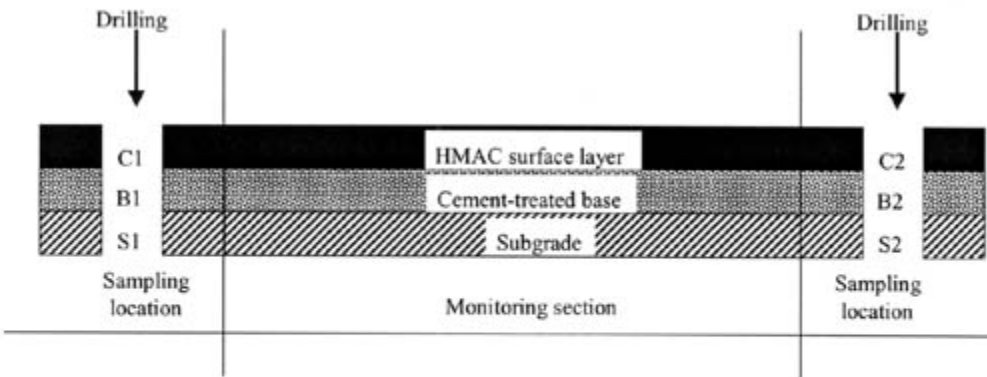 Drilling
Drilling
C1
HMAC surface layer
C2
B1
Cement-treated base
B2
S1
Subgrade
S2
Sampling
location
Monitoring section
Sampling
location